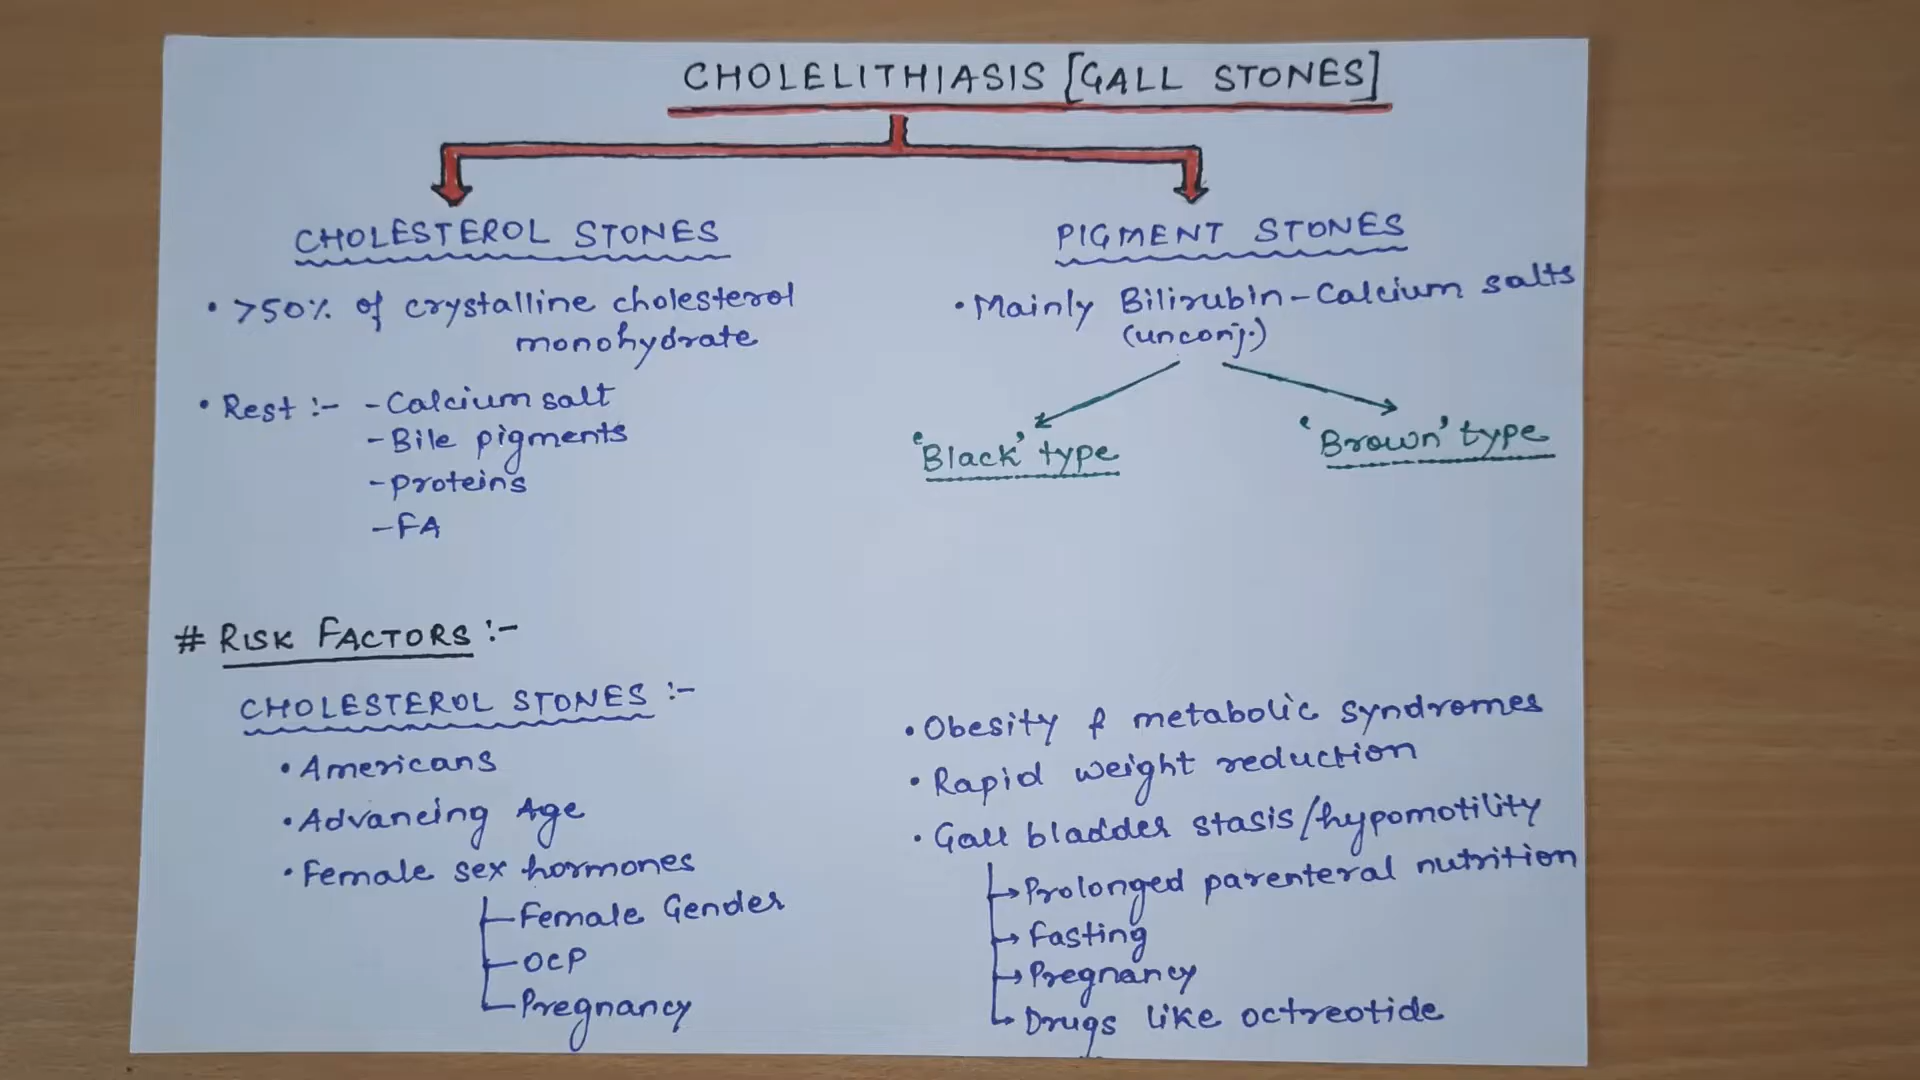 CHOLELITHIASIS [GALL STONES]
CHOLESTEROL STONES
• >50% of crystalline cholesterol
monohydrate
• Rest :- - Calcium salt
- Bile pigments
- Proteins
- FA
PIGMENT STONES
• Mainly Bilirubin - Calcium salts
(unconj.)
'Black' type
'Brown' type
# RISK FACTORS :-
CHOLESTEROL STONES :-
• Americans
• Advancing Age
• Female sex hormones
Female Gender
OCP
Pregnancy
• Obesity & metabolic syndromes
• Rapid weight reduction
• Gall bladder stasis/hypomotility
Prolonged parenteral nutrition
Fasting
Pregnancy
Drugs like octreotide